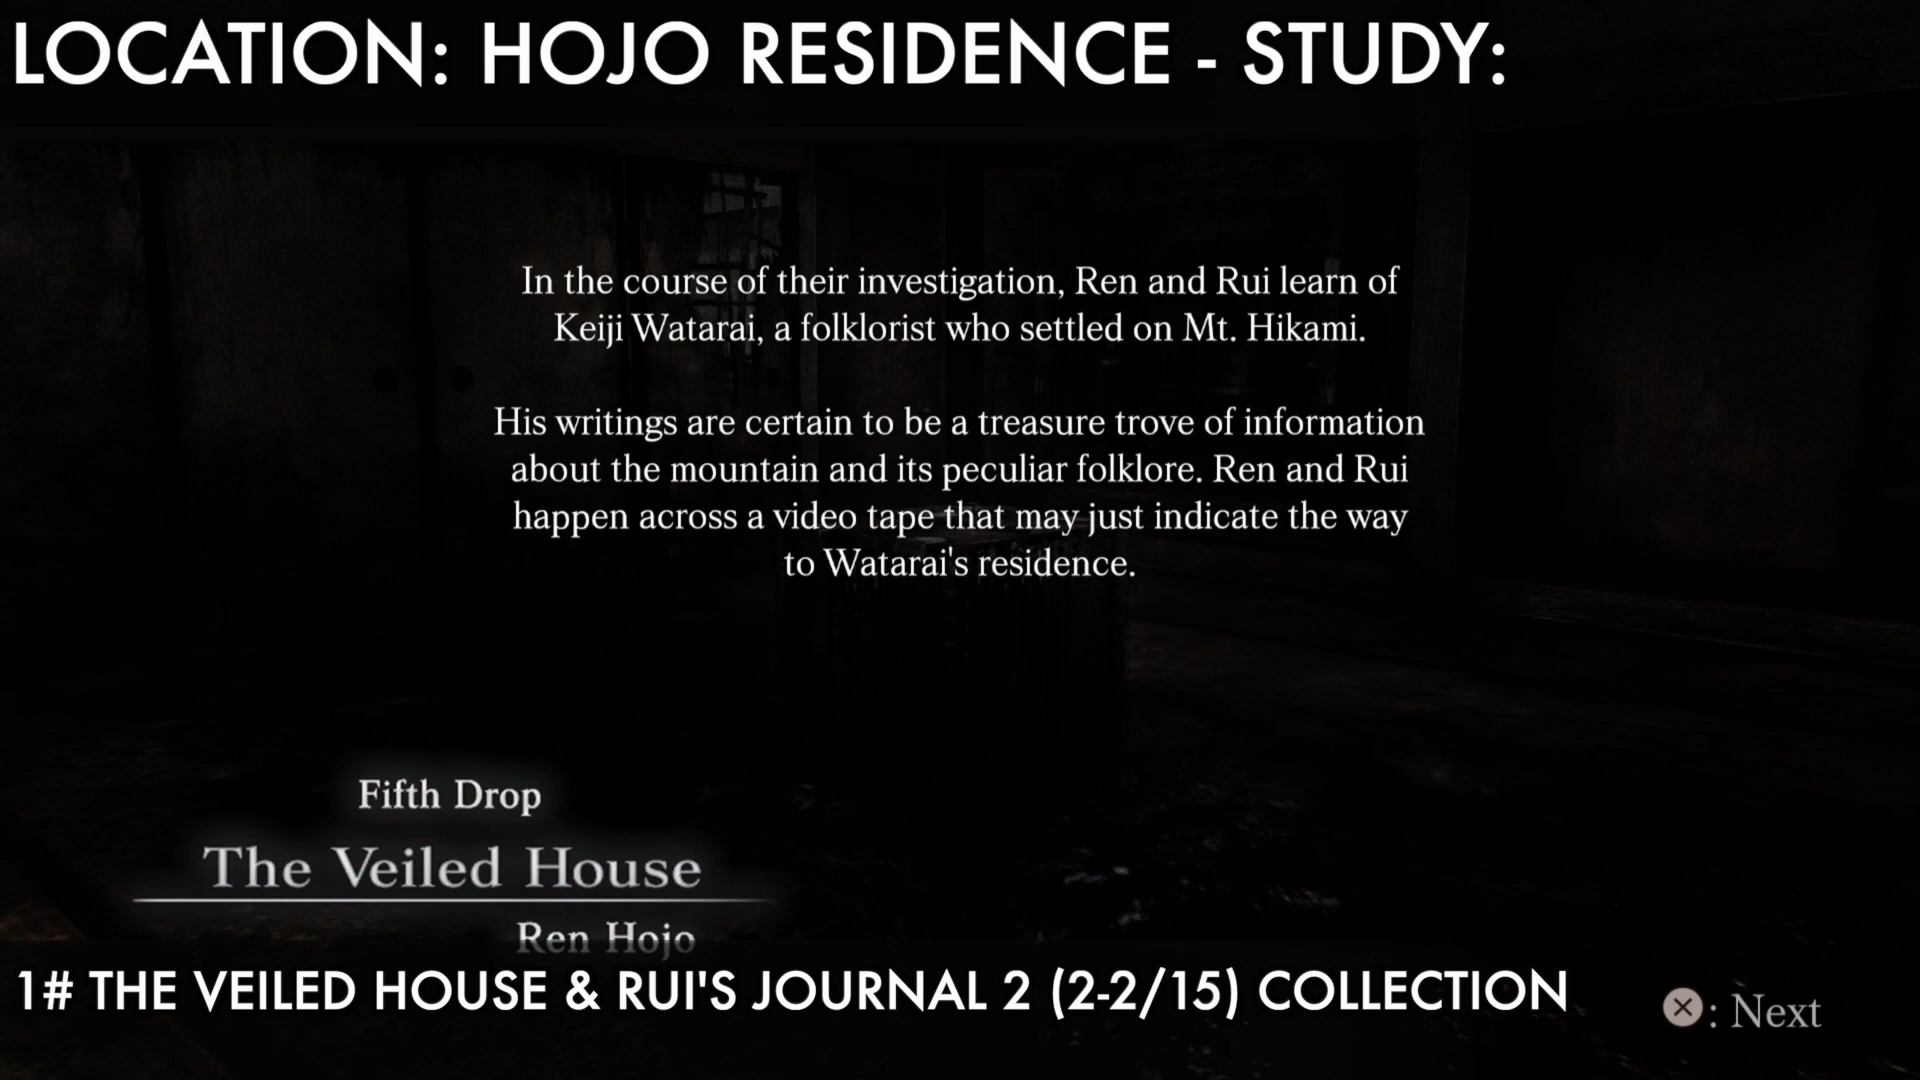 LOCATION: HOJO RESIDENCE - STUDY:
In the course of their investigation, Ren and Rui learn of
Keiji Watarai, a folklorist who settled on Mt. Hikami.
His writings are certain to be a treasure trove of information
about the mountain and its peculiar folklore. Ren and Rui
happen across a video tape that may just indicate the way
to Watarai's residence.
Fifth Drop
The Veiled House
Ren Hojo
1# THE VEILED HOUSE & RUI'S JOURNAL 2 (2-2/15) COLLECTION
: Next